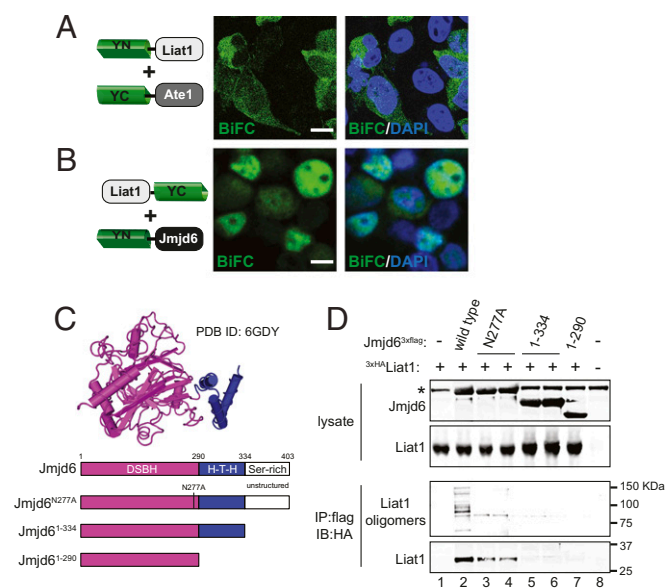 A
YN
Liat1
+
YC
Ate1
BiFC
BiFC/DAPI
B
Liat1
YC
+
YN
Jmjd6
BiFC
BiFC/DAPI
C
PDB ID: 6GDY
1 290 334 403
Jmjd6 DSBH H-T-H Ser-rich
N277A unstructured
Jmjd6N277A
Jmjd61-334
Jmjd61-290
D
Jmjd63xflag: - wild type N277A 1-334 1-290 -
3xHALiat1: + + + + + + + -
lysate
*
Jmjd6
Liat1
IP:flag
IB:HA
Liat1
oligomers
150 KDa
100
75
Liat1
37
25
1 2 3 4 5 6 7 8